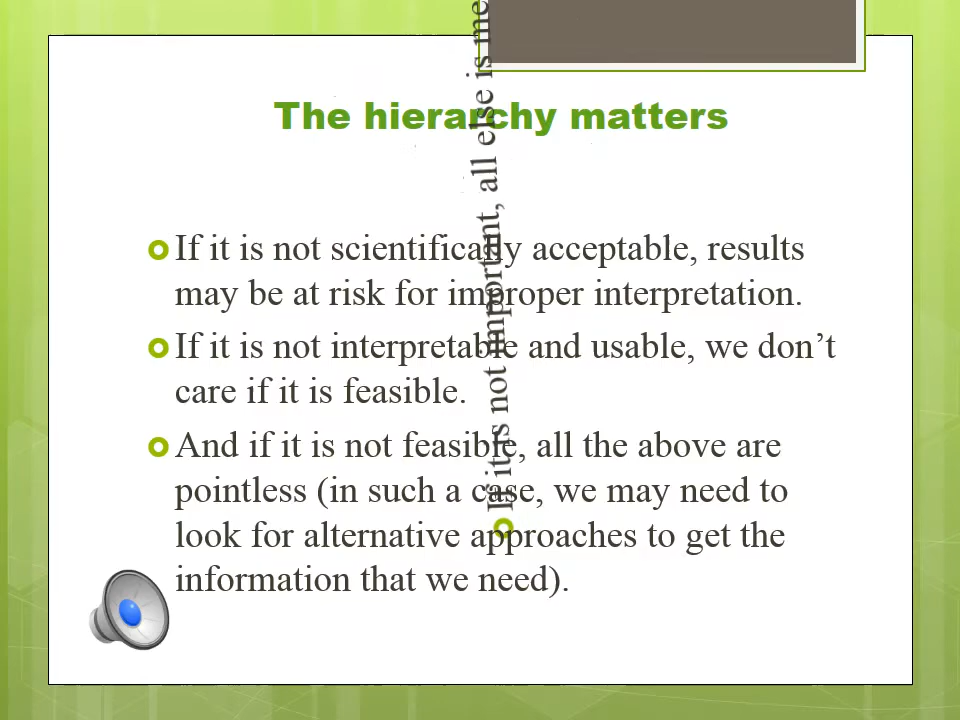 The hierarchy matters
If it is not important, all else is
If it is not scientifically acceptable, results
may be at risk for improper interpretation.
If it is not interpretable and usable, we don’t
care if it is feasible.
And if it is not feasible, all the above are
pointless (in such a case, we may need to
look for alternative approaches to get the
information that we need).